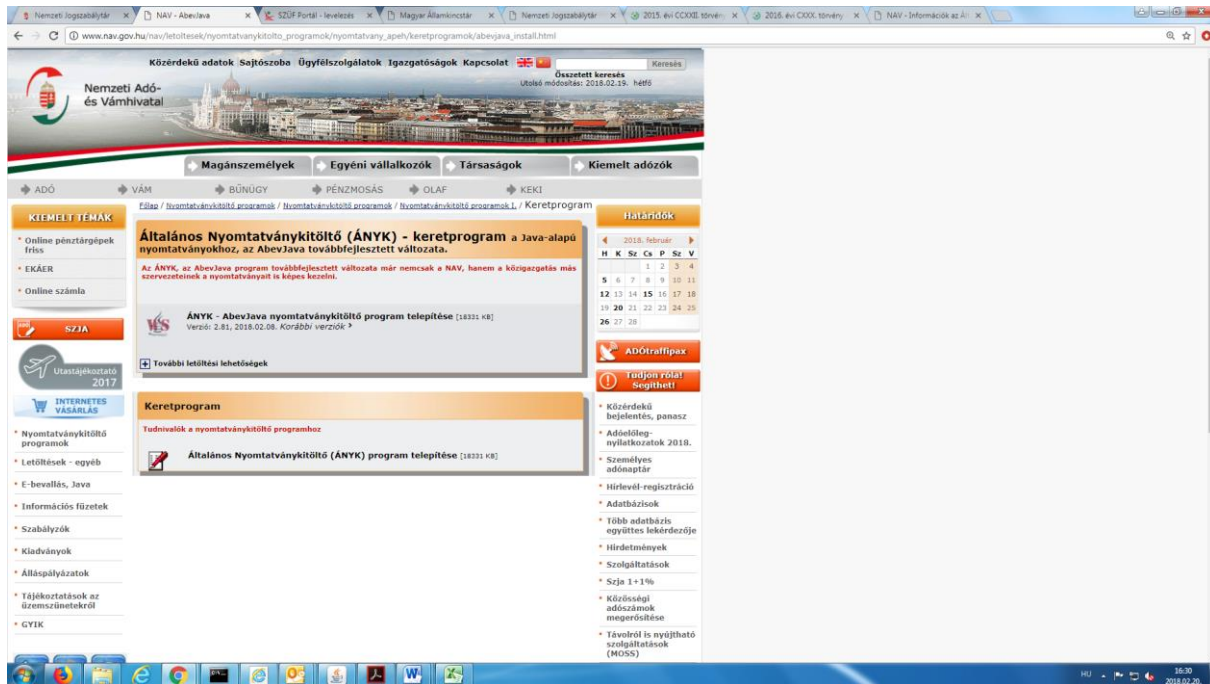 Nemzeti Jogszabálytár
NAV - AbevJava
SZÜF Portál - levelezés
Magyar Államkincstár
Nemzeti Jogszabálytár
2015. évi CCXXII. törvén
2016. évi CXXX. törvény
NAV - Információk az Áll
www.nav.gov.hu/nav/letoltesek/nyomtatvanykitolto_programok/nyomtatvany_apeh/keretprogramok/abevjava_install.html
Közérdekű adatok Sajtószoba Ügyfélszolgálatok Igazgatóságok Kapcsolat
Keresés
Összetett keresés
Utolsó módosítás: 2018.02.19. hétfő
Nemzeti Adó-
és Vámhivatal
Magánszemélyek
Egyéni vállalkozók
Társaságok
Kiemelt adózók
ADÓ
VÁM
BŰNÜGY
PÉNZMOSÁS
OLAF
KEKI
KIEMELT TÉMÁK
* Online pénztárgépek
friss
* EKÁER
* Online számla
SZJA
Utastájékoztató
2017
INTERNETES
VÁSÁRLÁS
* Nyomtatványkitöltő
programok
* Letöltések - egyéb
* E-bevallás, Java
* Információs füzetek
* Szabályzók
* Kiadványok
* Álláspályázatok
* Tájékoztatások az
üzemszünetekről
* GYIK
Főlap / Nyomtatványkitöltő programok / Nyomtatványkitöltő programok / Nyomtatványkitöltő programok I. / Keretprogram
Általános Nyomtatványkitöltő (ÁNYK) - keretprogram a Java-alapú
nyomtatványokhoz, az AbevJava továbbfejlesztett változata.
Az ÁNYK, az AbevJava program továbbfejlesztett változata már nemcsak a NAV, hanem a közigazgatás más
szervezeteinek a nyomtatványait is képes kezelni.
ÁNYK - AbevJava nyomtatványkitöltő program telepítése [18331 KB]
Verzió: 2.81, 2018.02.08. Korábbi verziók >
+ További letöltési lehetőségek
Keretprogram
Tudnivalók a nyomtatványkitöltő programhoz
Általános Nyomtatványkitöltő (ÁNYK) program telepítése [18331 KB]
Határidők
2018. február
H K Sz Cs P Sz V
1 2 3 4
5 6 7 8 9 10 11
12 13 14 15 16 17 18
19 20 21 22 23 24 25
26 27 28
ADÓtraffipax
Tudjon róla!
Segíthet!
* Közérdekű
bejelentés, panasz
* Adóelőleg-
nyilatkozatok 2018.
* Személyes
adónaptár
* Hírlevél-regisztráció
* Adatbázisok
* Több adatbázis
együttes lekérdezője
* Hirdetmények
* Szolgáltatások
* Szja 1+1%
* Közösségi
adószámok
megerősítése
* Távolról is nyújtható
szolgáltatások
(MOSS)
HU
16:30
2018.02.20.